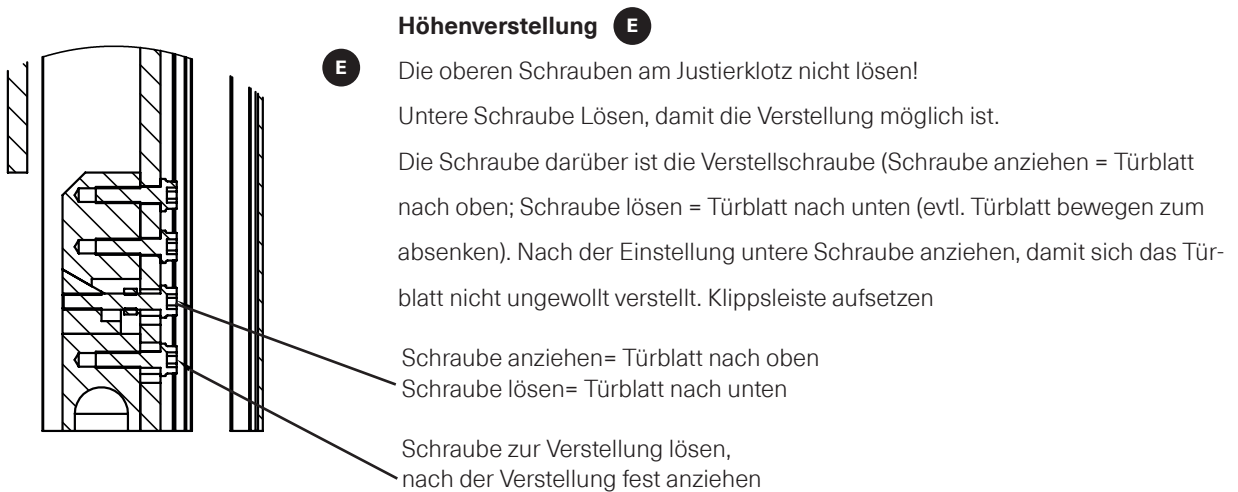 Höhenverstellung E
E Die oberen Schrauben am Justierklotz nicht lösen!
Untere Schraube Lösen, damit die Verstellung möglich ist.
Die Schraube darüber ist die Verstellschraube (Schraube anziehen = Türblatt
nach oben; Schraube lösen = Türblatt nach unten (evtl. Türblatt bewegen zum
absenken). Nach der Einstellung untere Schraube anziehen, damit sich das Tür-
blatt nicht ungewollt verstellt. Klippsleiste aufsetzen
Schraube anziehen= Türblatt nach oben
Schraube lösen= Türblatt nach unten
Schraube zur Verstellung lösen,
nach der Verstellung fest anziehen